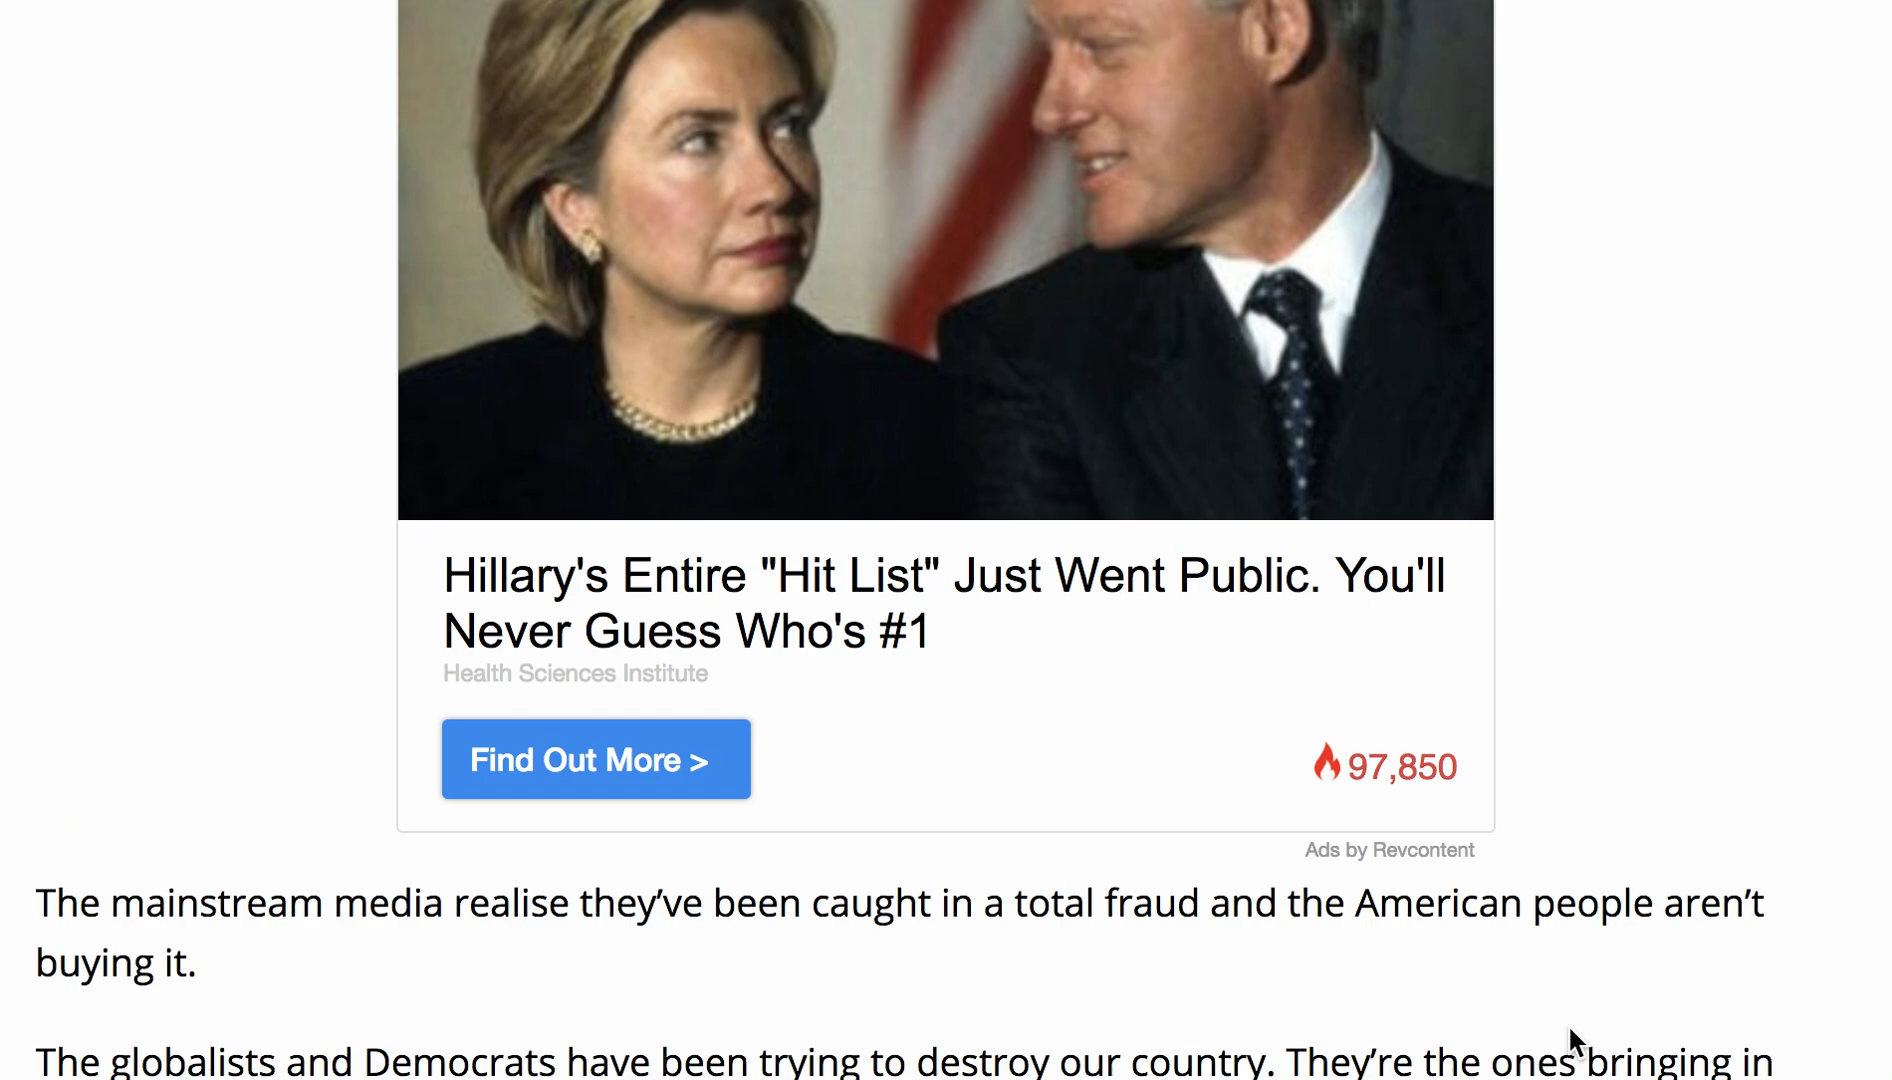 Hillary's Entire "Hit List" Just Went Public. You'll
Never Guess Who's #1
Health Sciences Institute
Find Out More >
97,850
Ads by Revcontent
The mainstream media realise they’ve been caught in a total fraud and the American people aren’t
buying it.
The globalists and Democrats have been trying to destroy our country. They’re the ones bringing in